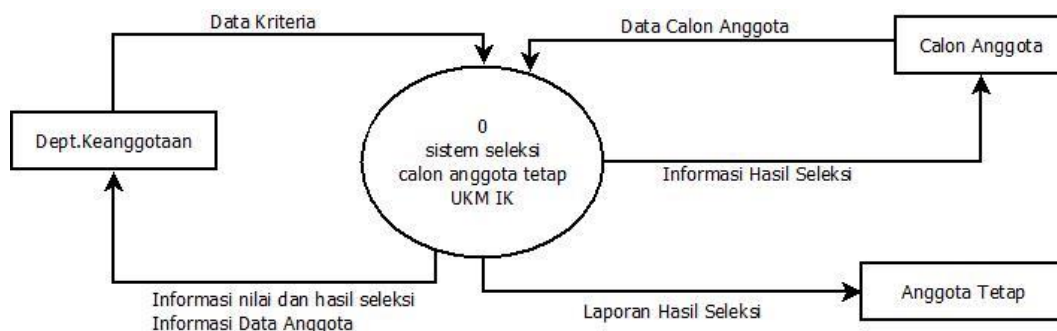 Data Kriteria
Data Calon Anggota
Calon Anggota
Dept.Keanggotaan
0
sistem seleksi
calon anggota tetap
UKM IK
Informasi Hasil Seleksi
Informasi nilai dan hasil seleksi
Informasi Data Anggota
Laporan Hasil Seleksi
Anggota Tetap